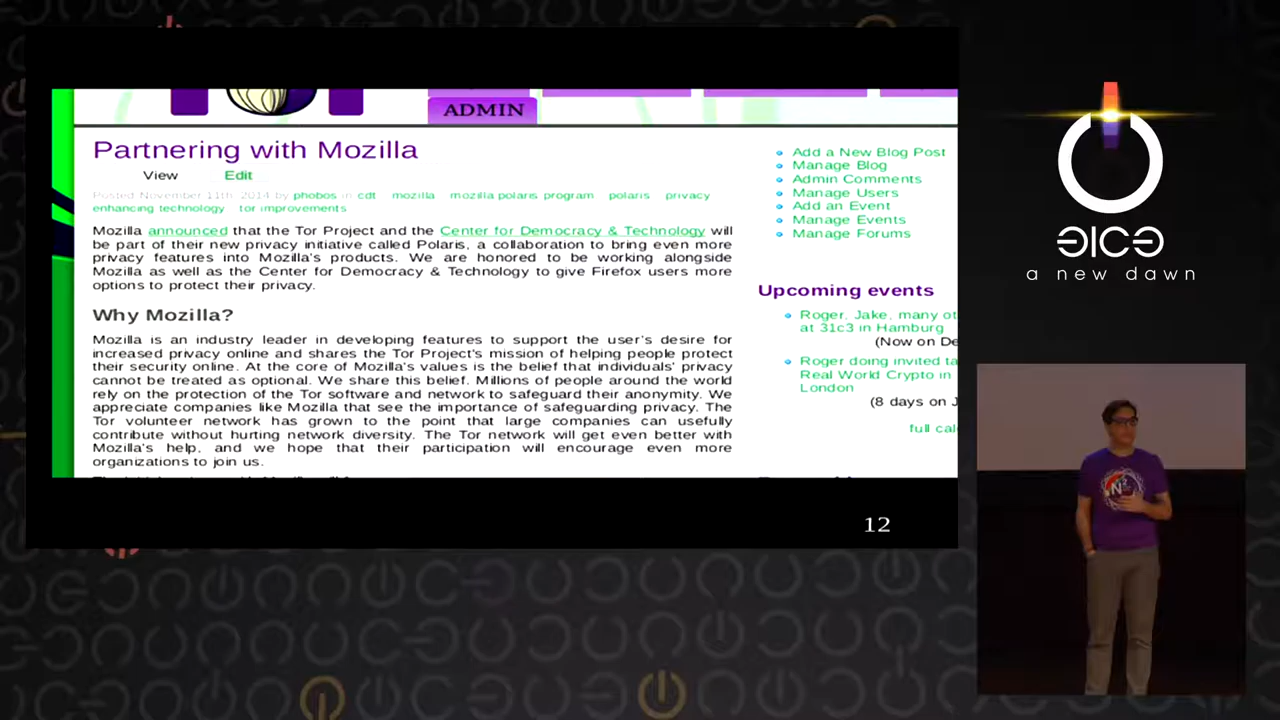 ADMIN
Partnering with Mozilla
View Edit
Posted November 11th, 2014 by phobos in cdt mozilla mozilla polaris program polaris privacy
enhancing technology tor improvements
Mozilla announced that the Tor Project and the Center for Democracy & Technology will
be part of their new privacy initiative called Polaris, a collaboration to bring even more
privacy features into Mozilla's products. We are honored to be working alongside
Mozilla as well as the Center for Democracy & Technology to give Firefox users more
options to protect their privacy.
Why Mozilla?
Mozilla is an industry leader in developing features to support the user's desire for
increased privacy online and shares the Tor Project's mission of helping people protect
their security online. At the core of Mozilla's values is the belief that individuals' privacy
cannot be treated as optional. We share this belief. Millions of people around the world
rely on the protection of the Tor software and network to safeguard their anonymity. We
appreciate companies like Mozilla that see the importance of safeguarding privacy. The
Tor volunteer network has grown to the point that large companies can usefully
contribute without hurting network diversity. The Tor network will get even better with
Mozilla's help, and we hope that their participation will encourage even more
organizations to join us.
Add a New Blog Post
Manage Blog
Admin Comments
Manage Users
Add an Event
Manage Events
Manage Forums
Upcoming events
Roger, Jake, many ot
at 31c3 in Hamburg
(Now on De
Roger doing invited ta
Real World Crypto in
London
(8 days on J
full cal
12
a new dawn